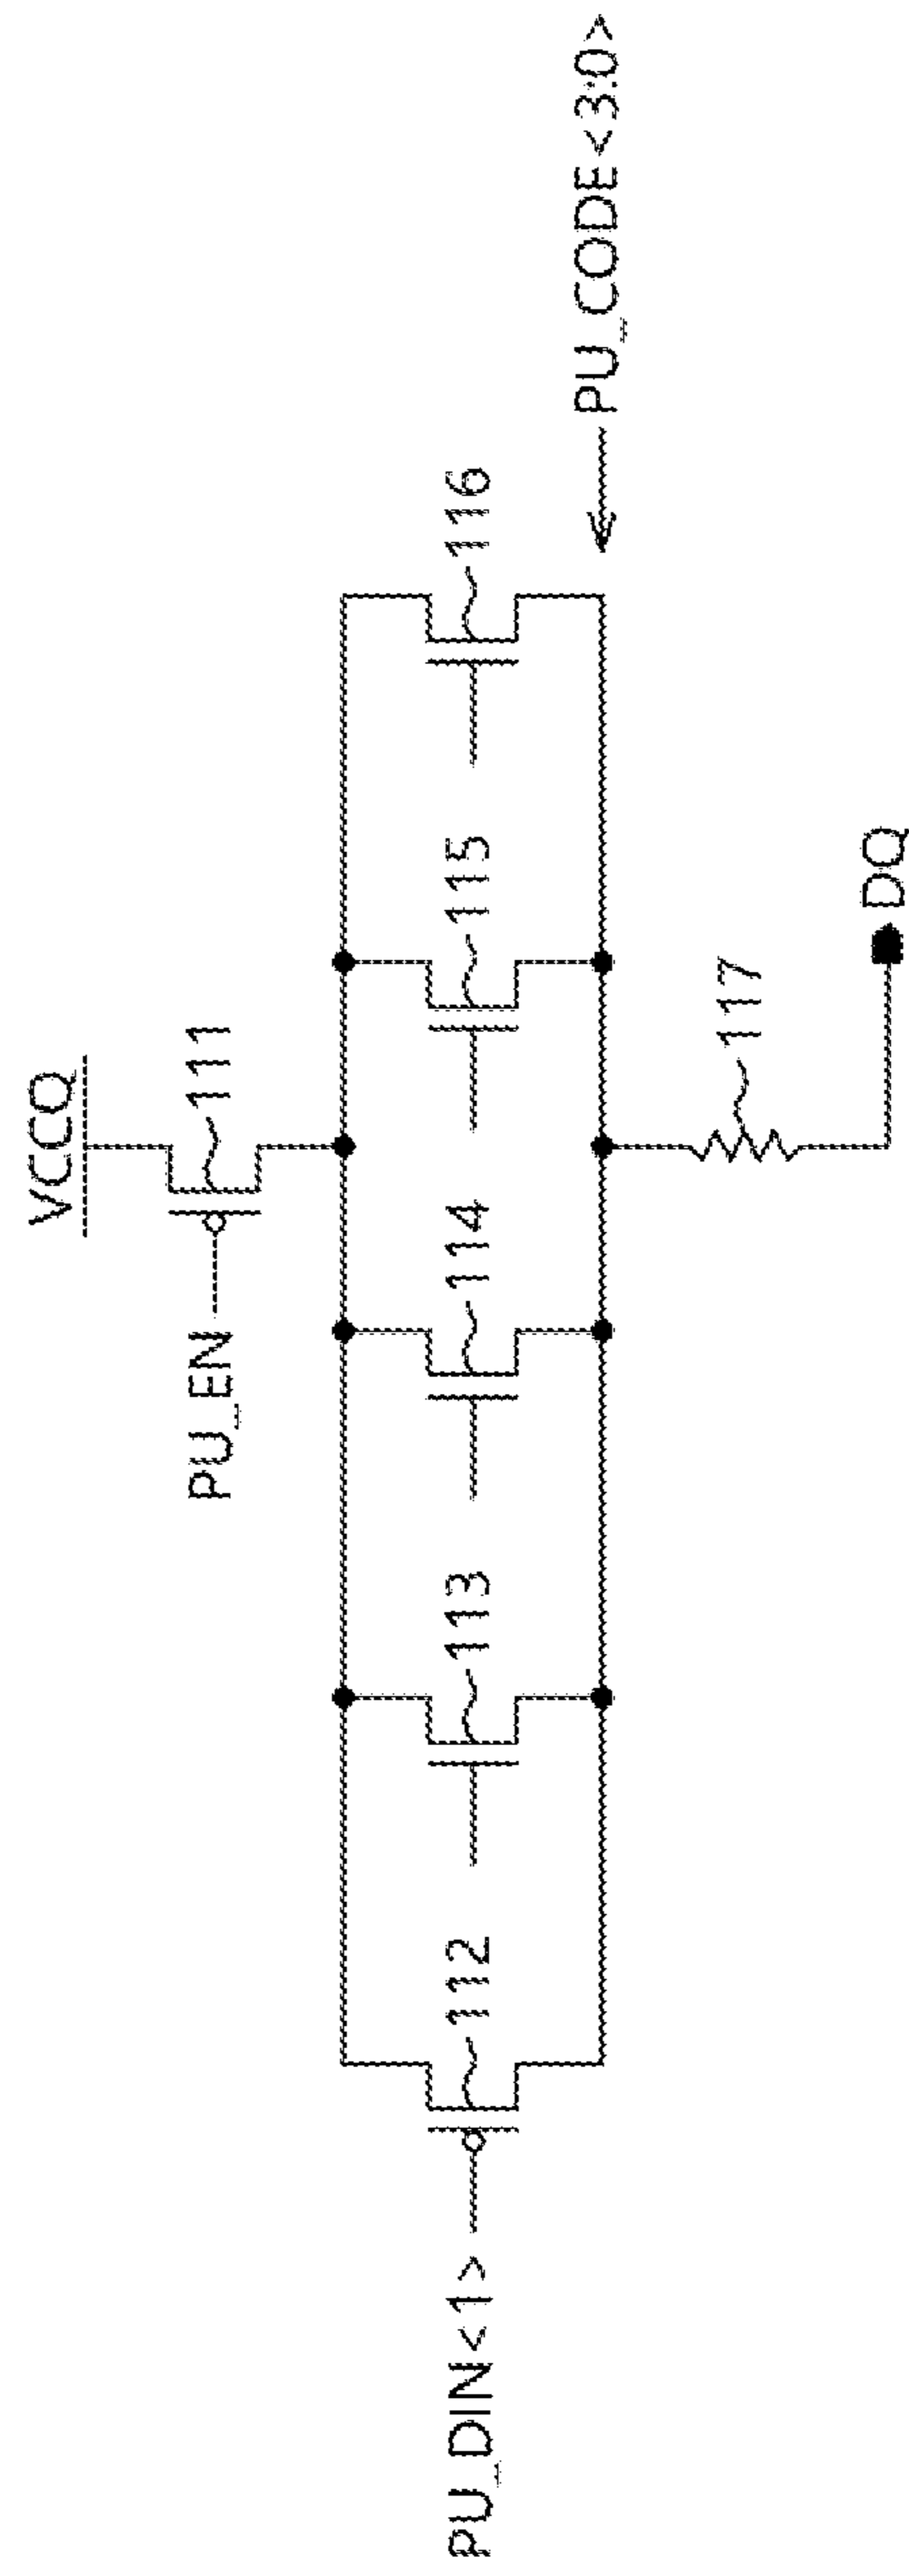 VCCQ
PU_EN
111
PU_DIN<1>
112
113
114
115
116
PU_CODE<3:0>
117
DQ